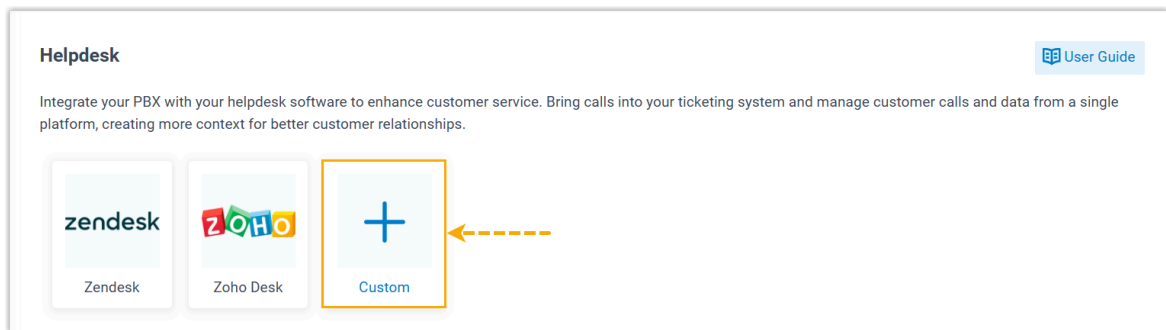 Helpdesk
User Guide
Integrate your PBX with your helpdesk software to enhance customer service. Bring calls into your ticketing system and manage customer calls and data from a single
platform, creating more context for better customer relationships.
zendesk
ZOHO
Zendesk
Zoho Desk
Custom